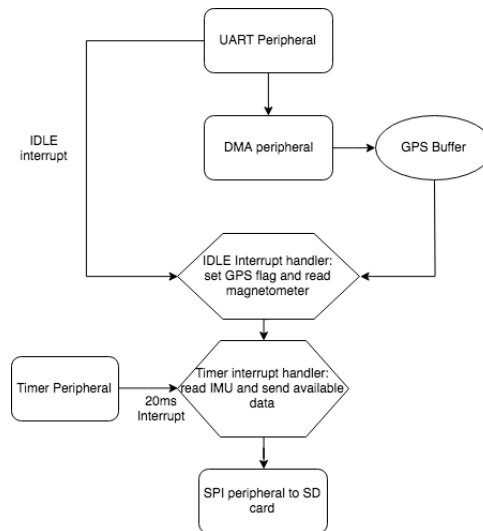 UART Peripheral
IDLE
interrupt
DMA peripheral
GPS Buffer
IDLE Interrupt handler:
set GPS flag and read
magnetometer
Timer Peripheral
20ms
Interrupt
Timer interrupt handler:
read IMU and send available
data
SPI peripheral to SD
card